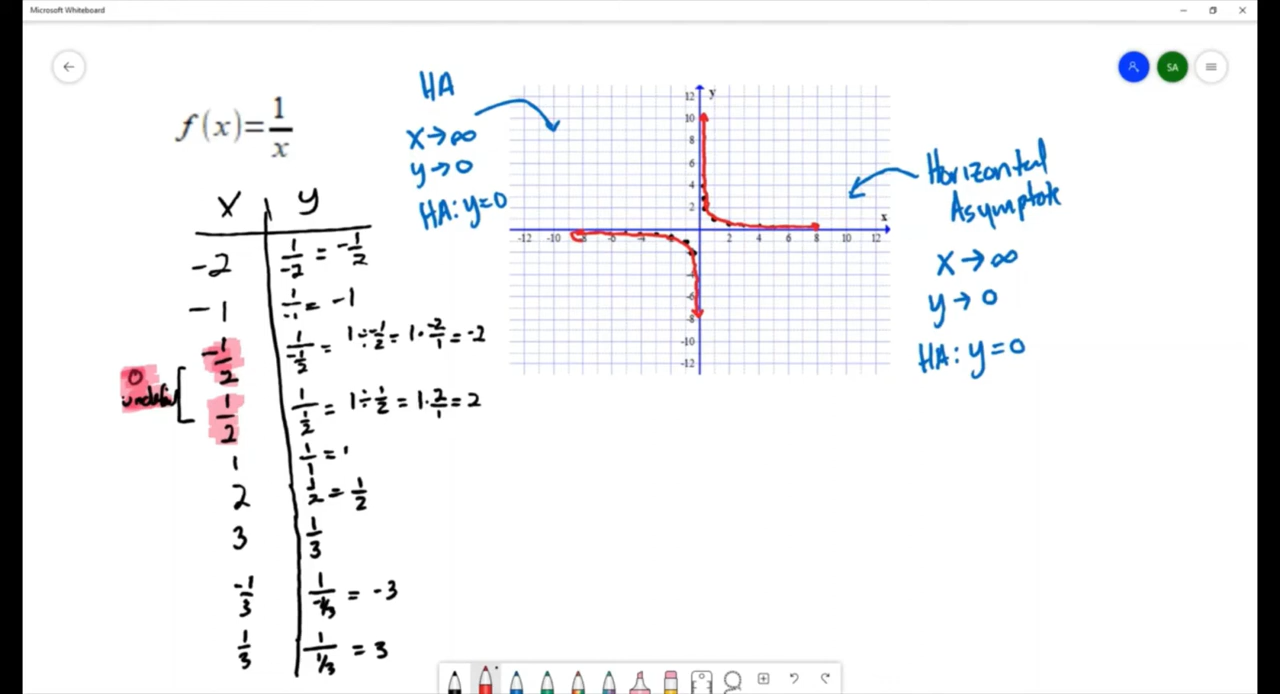 Microsoft Whiteboard
SA
f(x)=1/x
x | y
-2 | 1/-2 = -1/2
-1 | 1/-1 = -1
-1/2 | 1/-1/2 = 1÷-1/2 = 1·-2/1 = -2
0
1/2 | 1/1/2 = 1÷1/2 = 1·2/1 = 2
1 | 1/1 = 1
2 | 1/2 = 1/2
3 | 1/3
-1/3 | 1/-1/3 = -3
1/3 | 1/1/3 = 3
HA
x→∞
y→0
HA: y=0
y
12
10
8
6
4
2
x
-12 -10 -8 -6 -4 -2 2 4 6 8 10 12
-4
-6
-8
-10
-12
Horizontal
Asymptote
x→∞
y→0
HA: y=0